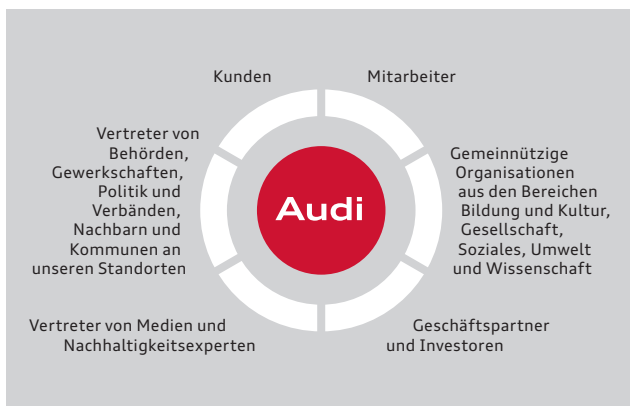 Kunden
Mitarbeiter
Vertreter von
Behörden,
Gewerkschaften,
Politik und
Verbänden,
Nachbarn und
Kommunen an
unseren Standorten
Audi
Gemeinnützige
Organisationen
aus den Bereichen
Bildung und Kultur,
Gesellschaft,
Soziales, Umwelt
und Wissenschaft
Vertreter von Medien und
Nachhaltigkeitsexperten
Geschäftspartner
und Investoren